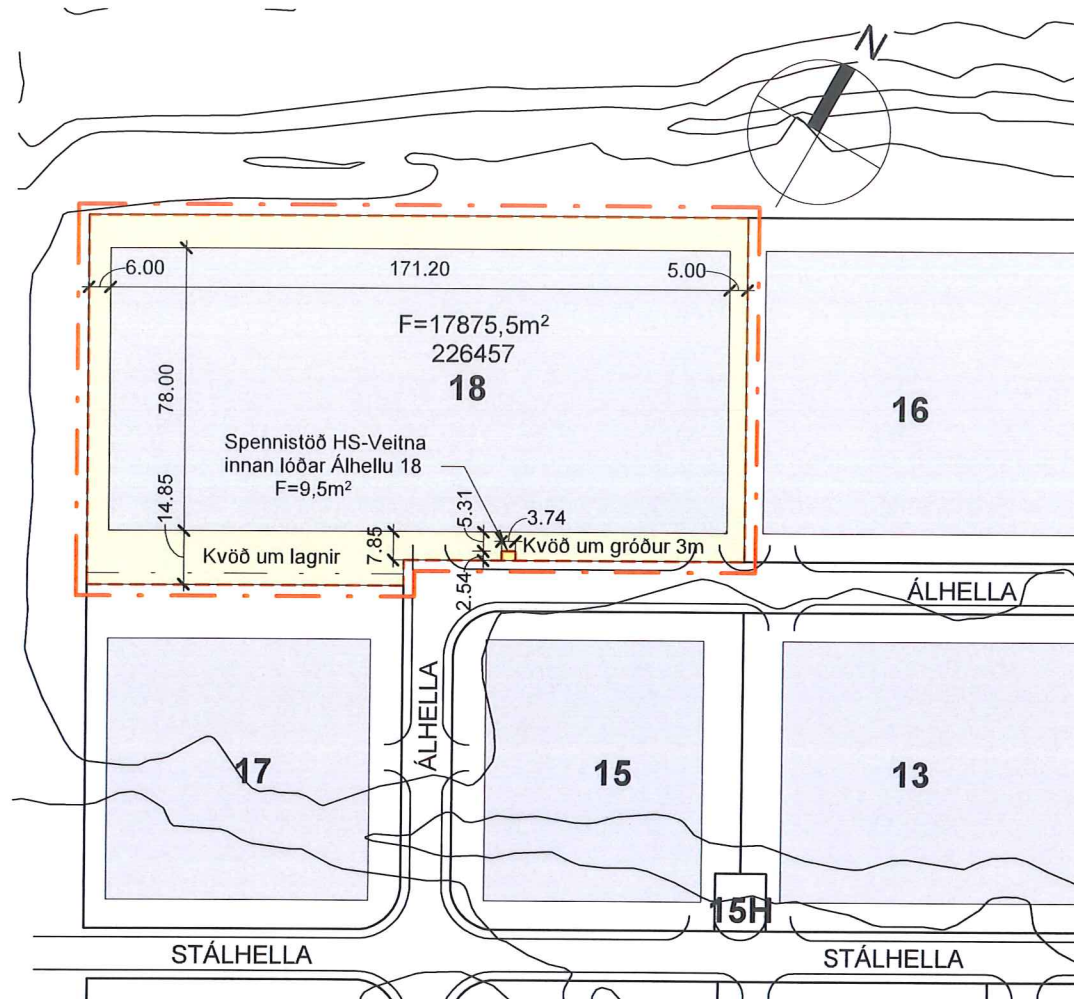 N
6.00
171.20
5.00
F=17875,5m²
226457
18
78.00
16
Spennistöð HS-Veitna
innan lóðar Álhellu 18
F=9,5m²
14.85
5.31
3.74
Kvöð um lagnir
7.85
Kvöð um gróður 3m
2.54
ÁLHELLA
ÁLHELLA
17
15
13
15H
STÁLHELLA
STÁLHELLA